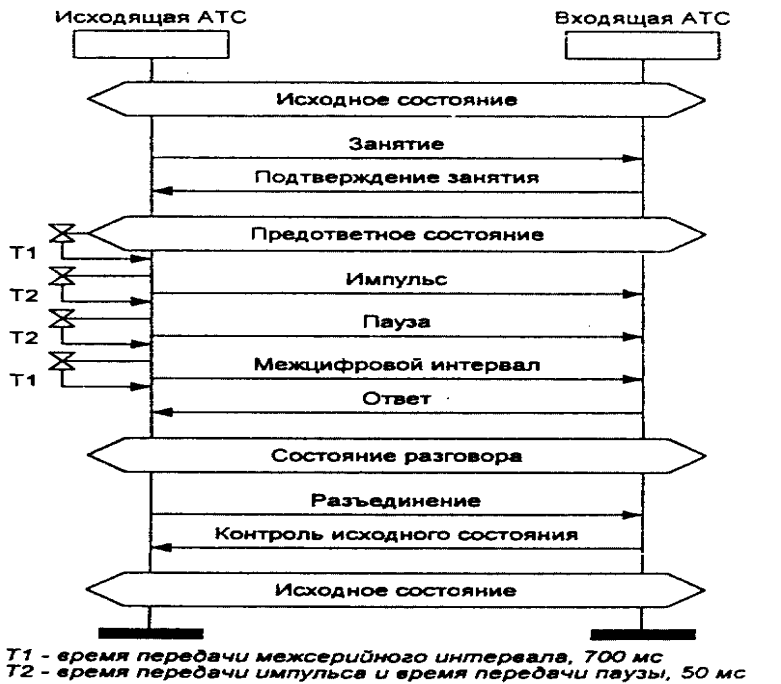 Исходящая АТС
Входящая АТС
Исходное состояние
Занятие
Подтверждение занятия
Предответное состояние
T1
Импульс
T2
Пауза
T2
Межцифровой интервал
T1
Ответ
Состояние разговора
Разъединение
Контроль исходного состояния
Исходное состояние
T1 - время передачи межсерийного интервала, 700 мс
T2 - время передачи импульса и время передачи паузы, 50 мс